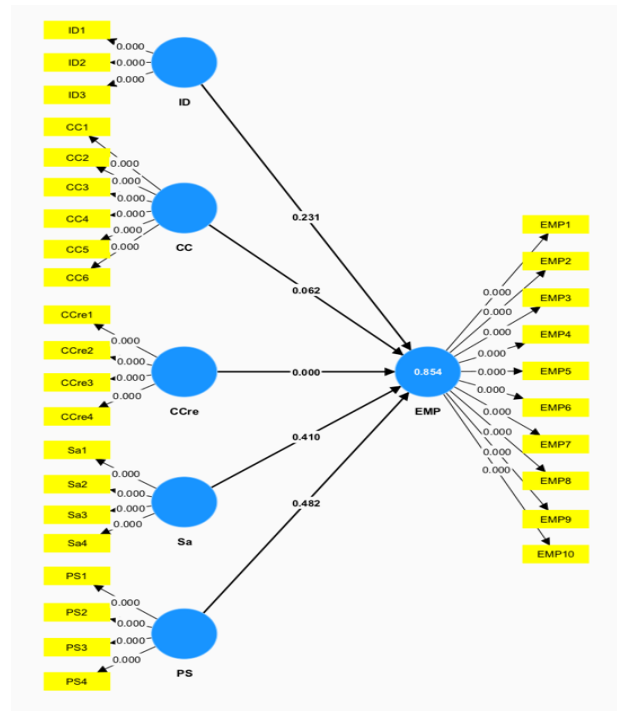 ID1
0.000
ID2
0.000
ID3
0.000
ID
CC1
0.000
CC2
0.000
CC3
0.000
CC4
0.000
CC5
0.000
CC6
0.000
CC
CCre1
0.000
CCre2
0.000
CCre3
0.000
CCre4
0.000
CCre
Sa1
0.000
Sa2
0.000
Sa3
0.000
Sa4
0.000
Sa
PS1
0.000
PS2
0.000
PS3
0.000
PS4
0.000
PS
0.231
0.062
0.000
0.410
0.482
0.854
EMP
EMP1
0.000
EMP2
0.000
EMP3
0.000
EMP4
0.000
EMP5
0.000
EMP6
0.000
EMP7
0.000
EMP8
0.000
EMP9
0.000
EMP10
0.000